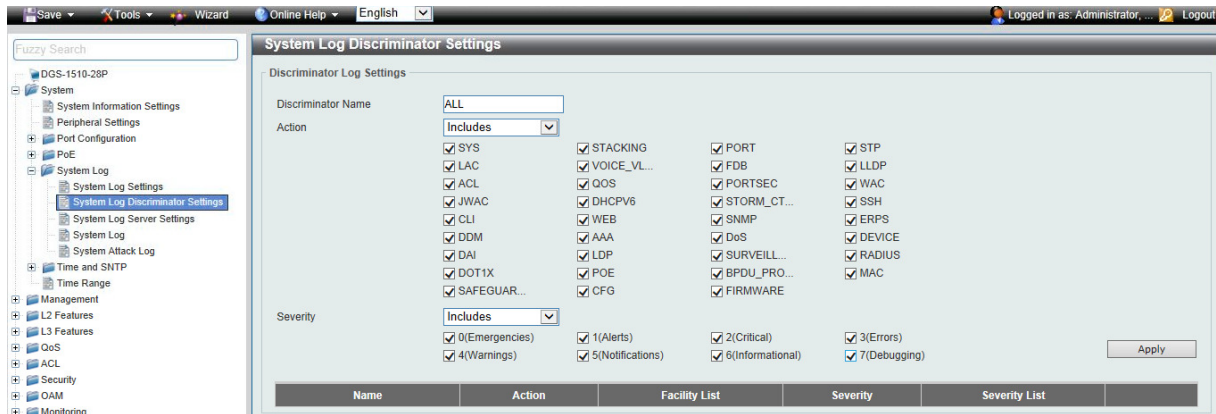 Save Tools Wizard Online Help English Logged in as: Administrator, ... Logout
Fuzzy Search
DGS-1510-28P
System
System Information Settings
Peripheral Settings
Port Configuration
PoE
System Log
System Log Settings
System Log Discriminator Settings
System Log Server Settings
System Log
System Attack Log
Time and SNTP
Time Range
Management
L2 Features
L3 Features
QoS
ACL
Security
OAM
Monitoring
System Log Discriminator Settings
Discriminator Log Settings
Discriminator Name ALL
Action Includes
SYS STACKING PORT STP
LAC VOICE_VL... FDB LLDP
ACL QOS PORTSEC WAC
JWAC DHCPV6 STORM_CT... SSH
CLI WEB SNMP ERPS
DDM AAA DoS DEVICE
DAI LDP SURVEILL... RADIUS
DOT1X POE BPDU_PRO... MAC
SAFEGUAR... CFG FIRMWARE
Severity Includes
0(Emergencies) 1(Alerts) 2(Critical) 3(Errors)
4(Warnings) 5(Notifications) 6(Informational) 7(Debugging)
Apply
Name Action Facility List Severity Severity List